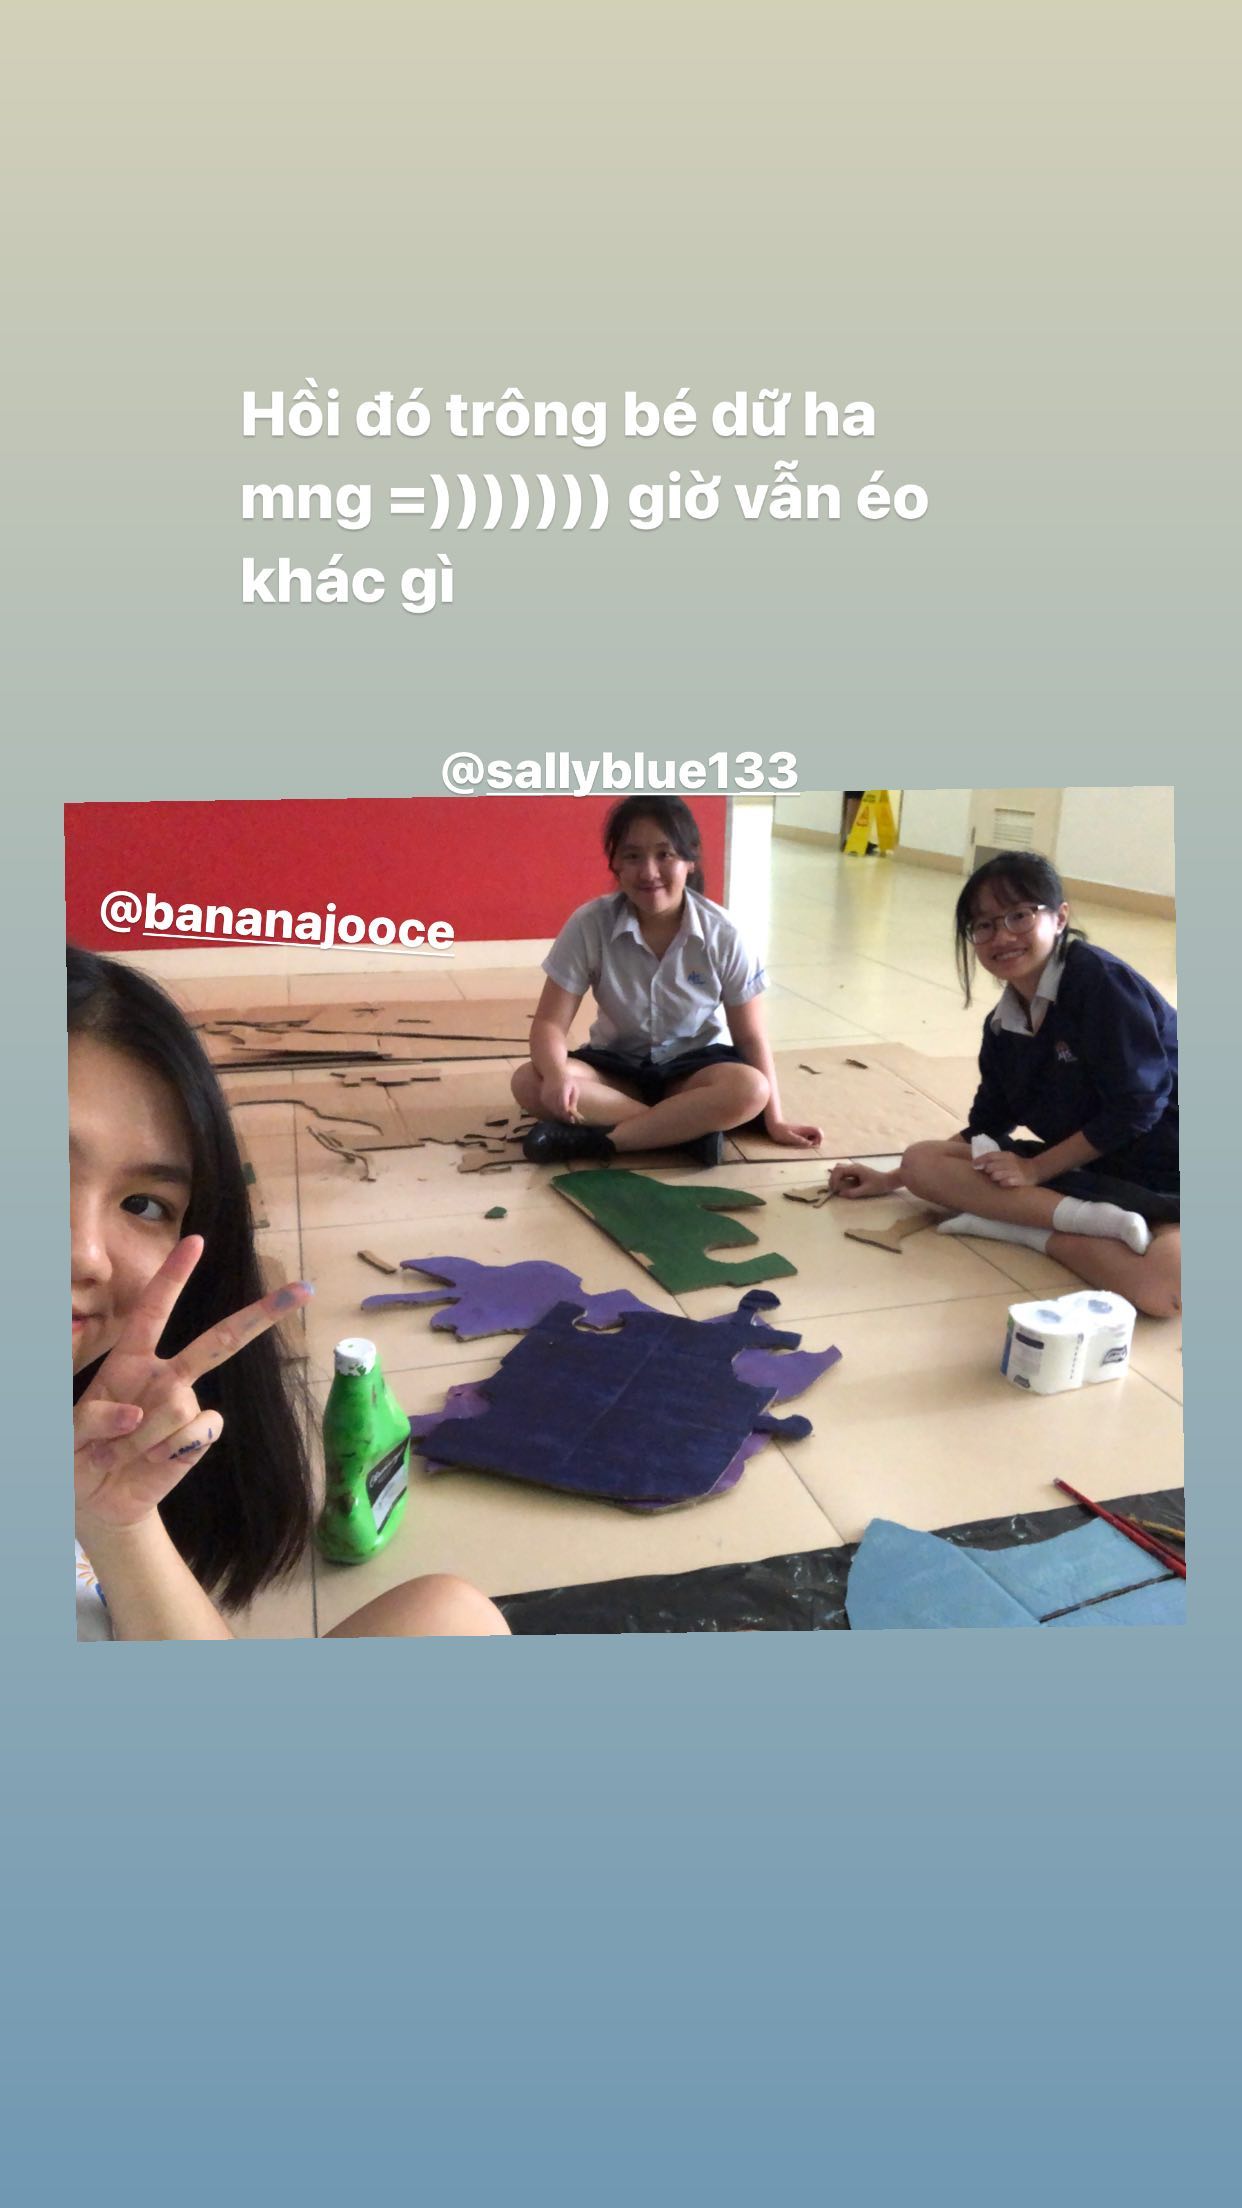 Hồi đó trông bé dữ ha
mng =))))))) giờ vẫn éo
khác gì
@sallyblue133
@bananajooce